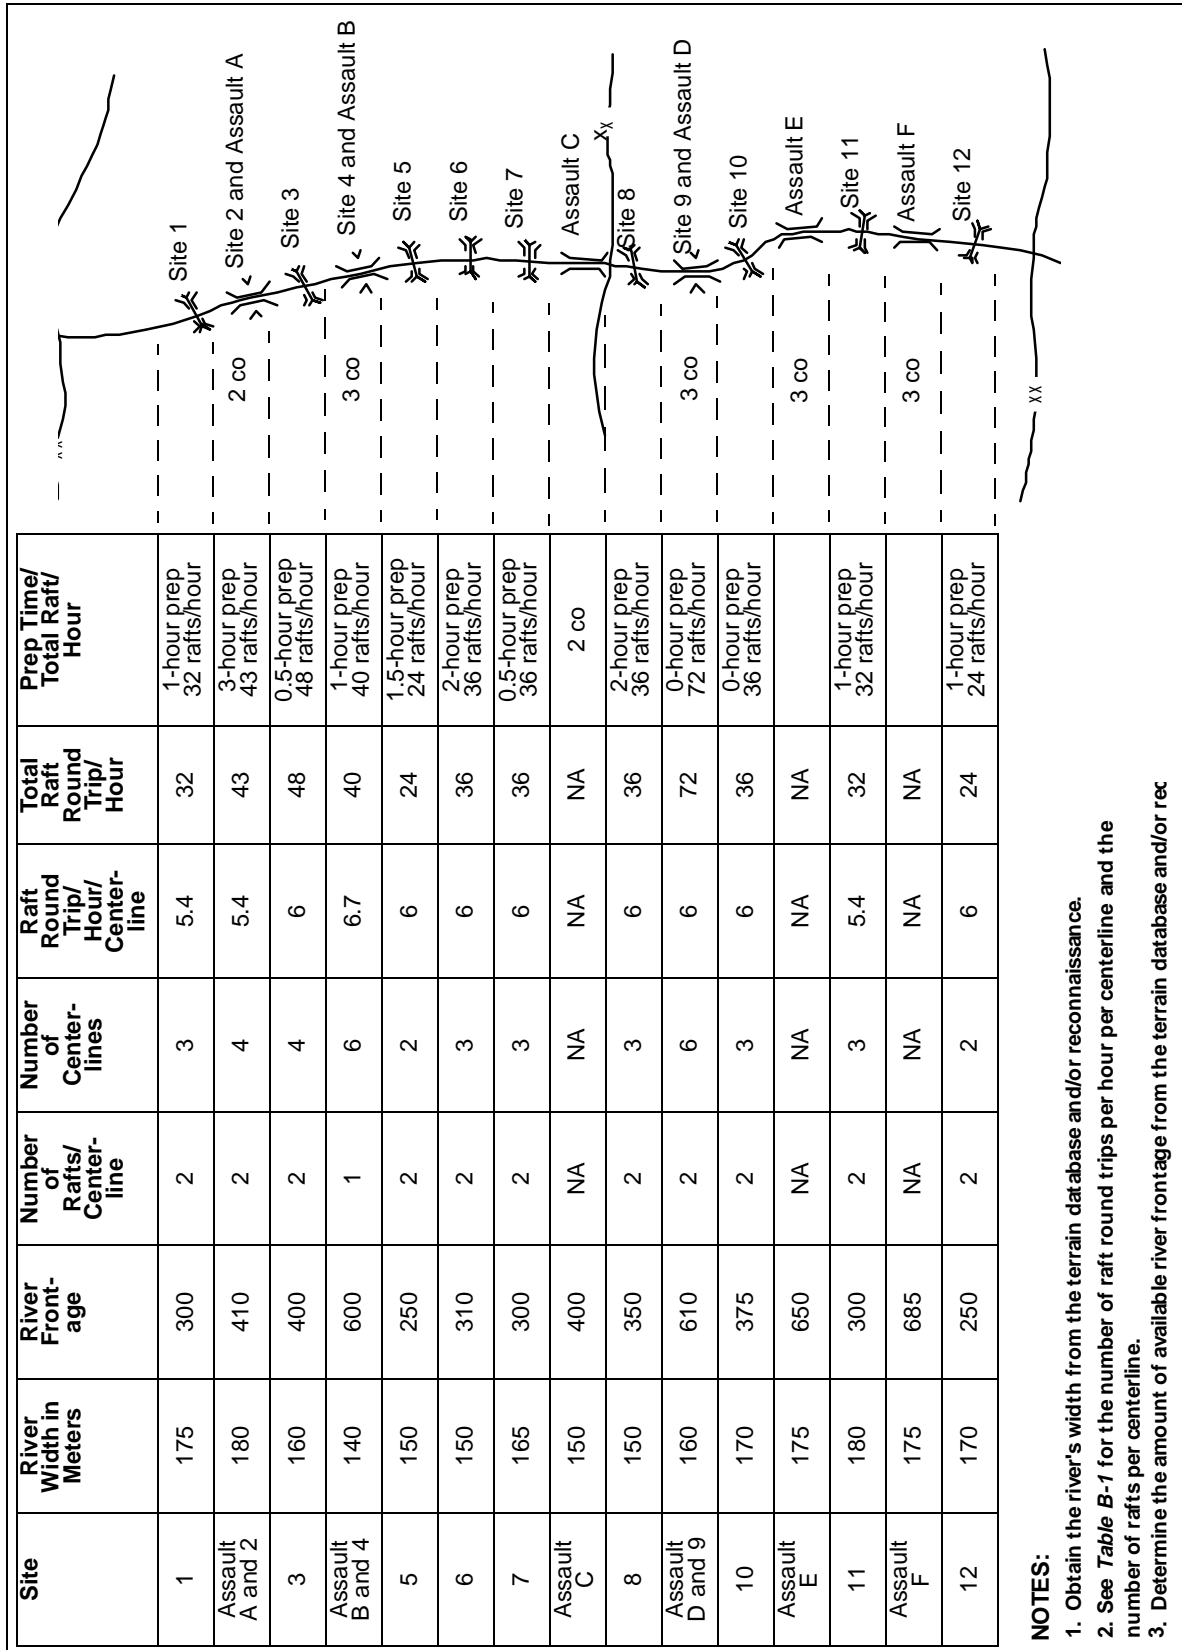 Site
River Width in Meters
River Front-age
Number of Rafts/ Center-line
Number of Center-lines
Raft Round Trip/ Hour/ Center-line
Total Raft Round Trip/ Hour
Prep Time/ Total Raft/ Hour
1 175 300 2 3 5.4 32 1-hour prep 32 rafts/hour
Assault A and 2 180 410 2 4 5.4 43 3-hour prep 43 rafts/hour
3 160 400 2 4 6 48 0.5-hour prep 48 rafts/hour
Assault B and 4 140 600 1 6 6.7 40 1-hour prep 40 rafts/hour
5 150 250 2 2 6 24 1.5-hour prep 24 rafts/hour
6 150 310 2 3 6 36 2-hour prep 36 rafts/hour
7 165 300 2 3 6 36 0.5-hour prep 36 rafts/hour
Assault C 150 400 NA NA NA NA 2 co
8 150 350 2 3 6 36 2-hour prep 36 rafts/hour
Assault D and 9 160 610 2 6 6 72 0-hour prep 72 rafts/hour
10 170 375 2 3 6 36 0-hour prep 36 rafts/hour
Assault E 175 650 NA NA NA NA
11 180 300 2 3 5.4 32 1-hour prep 32 rafts/hour
Assault F 175 685 NA NA NA NA
12 170 250 2 2 6 24 1-hour prep 24 rafts/hour
2 co
3 co
3 co
3 co
3 co
Site 1
Site 2 and Assault A
Site 3
Site 4 and Assault B
Site 5
Site 6
Site 7
Assault C
Site 8
Site 9 and Assault D
Site 10
Assault E
Site 11
Assault F
Site 12
XX
XX
NOTES:
1. Obtain the river's width from the terrain database and/or reconnaissance.
2. See Table B-1 for the number of raft round trips per hour per centerline and the
number of rafts per centerline.
3. Determine the amount of available river frontage from the terrain database and/or rec